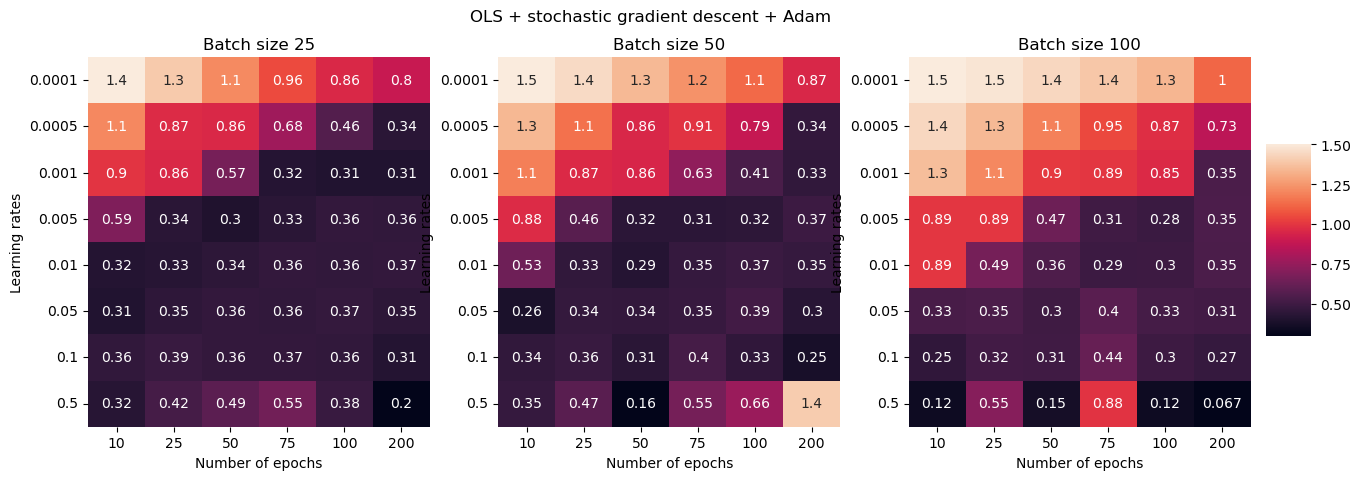 OLS + stochastic gradient descent + Adam
Batch size 25
Learning rates
0.0001 1.4 1.3 1.1 0.96 0.86 0.8
0.0005 1.1 0.87 0.86 0.68 0.46 0.34
0.001 0.9 0.86 0.57 0.32 0.31 0.31
0.005 0.59 0.34 0.3 0.33 0.36 0.36
0.01 0.32 0.33 0.34 0.36 0.36 0.37
0.05 0.31 0.35 0.36 0.36 0.37 0.35
0.1 0.36 0.39 0.36 0.37 0.36 0.31
0.5 0.32 0.42 0.49 0.55 0.38 0.2
10 25 50 75 100 200
Number of epochs
Batch size 50
Learning rates
0.0001 1.5 1.4 1.3 1.2 1.1 0.87
0.0005 1.3 1.1 0.86 0.91 0.79 0.34
0.001 1.1 0.87 0.86 0.63 0.41 0.33
0.005 0.88 0.46 0.32 0.31 0.32 0.37
0.01 0.53 0.33 0.29 0.35 0.37 0.35
0.05 0.26 0.34 0.34 0.35 0.39 0.3
0.1 0.34 0.36 0.31 0.4 0.33 0.25
0.5 0.35 0.47 0.16 0.55 0.66 1.4
10 25 50 75 100 200
Number of epochs
Batch size 100
Learning rates
0.0001 1.5 1.5 1.4 1.4 1.3 1
0.0005 1.4 1.3 1.1 0.95 0.87 0.73
0.001 1.3 1.1 0.9 0.89 0.85 0.35
0.005 0.89 0.89 0.47 0.31 0.28 0.35
0.01 0.89 0.49 0.36 0.29 0.3 0.35
0.05 0.33 0.35 0.3 0.4 0.33 0.31
0.1 0.25 0.32 0.31 0.44 0.3 0.27
0.5 0.12 0.55 0.15 0.88 0.12 0.067
10 25 50 75 100 200
Number of epochs
1.50
1.25
1.00
0.75
0.50